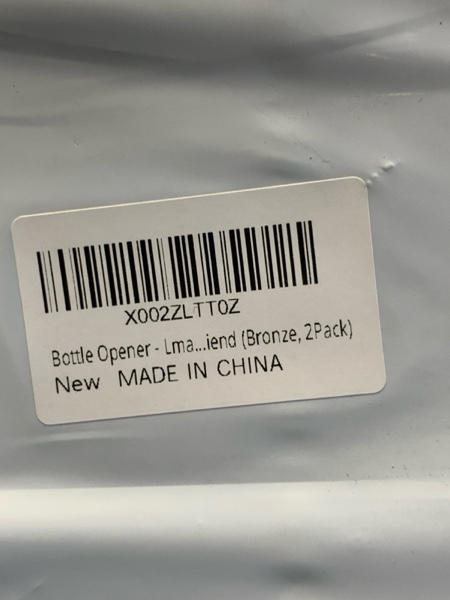 X002ZLTT0Z
Bottle Opener - Lma...iend (Bronze, 2Pack)
New MADE IN CHINA